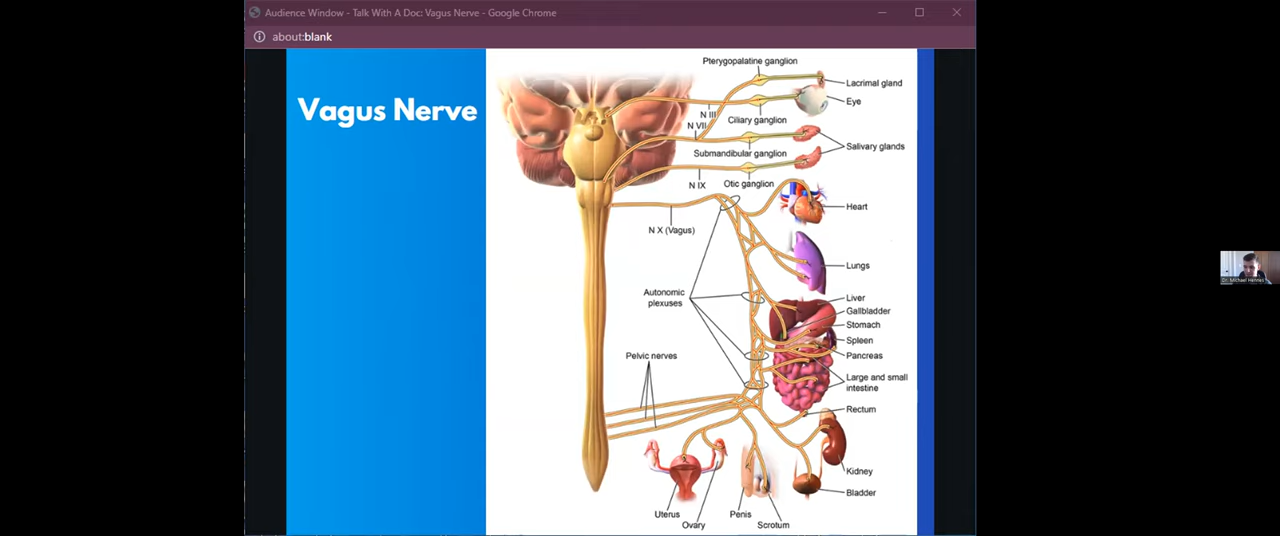 Audience Window - Talk With A Doc: Vagus Nerve - Google Chrome
about:blank
Vagus Nerve
Pterygopalatine ganglion
Lacrimal gland
Eye
N III
Ciliary ganglion
N VII
Submandibular ganglion
Salivary glands
N IX
Otic ganglion
Heart
N X (Vagus)
Lungs
Autonomic
plexuses
Liver
Gallbladder
Stomach
Spleen
Pancreas
Pelvic nerves
Large and small
intestine
Rectum
Kidney
Bladder
Uterus
Ovary
Penis
Scrotum
Dr. Michael